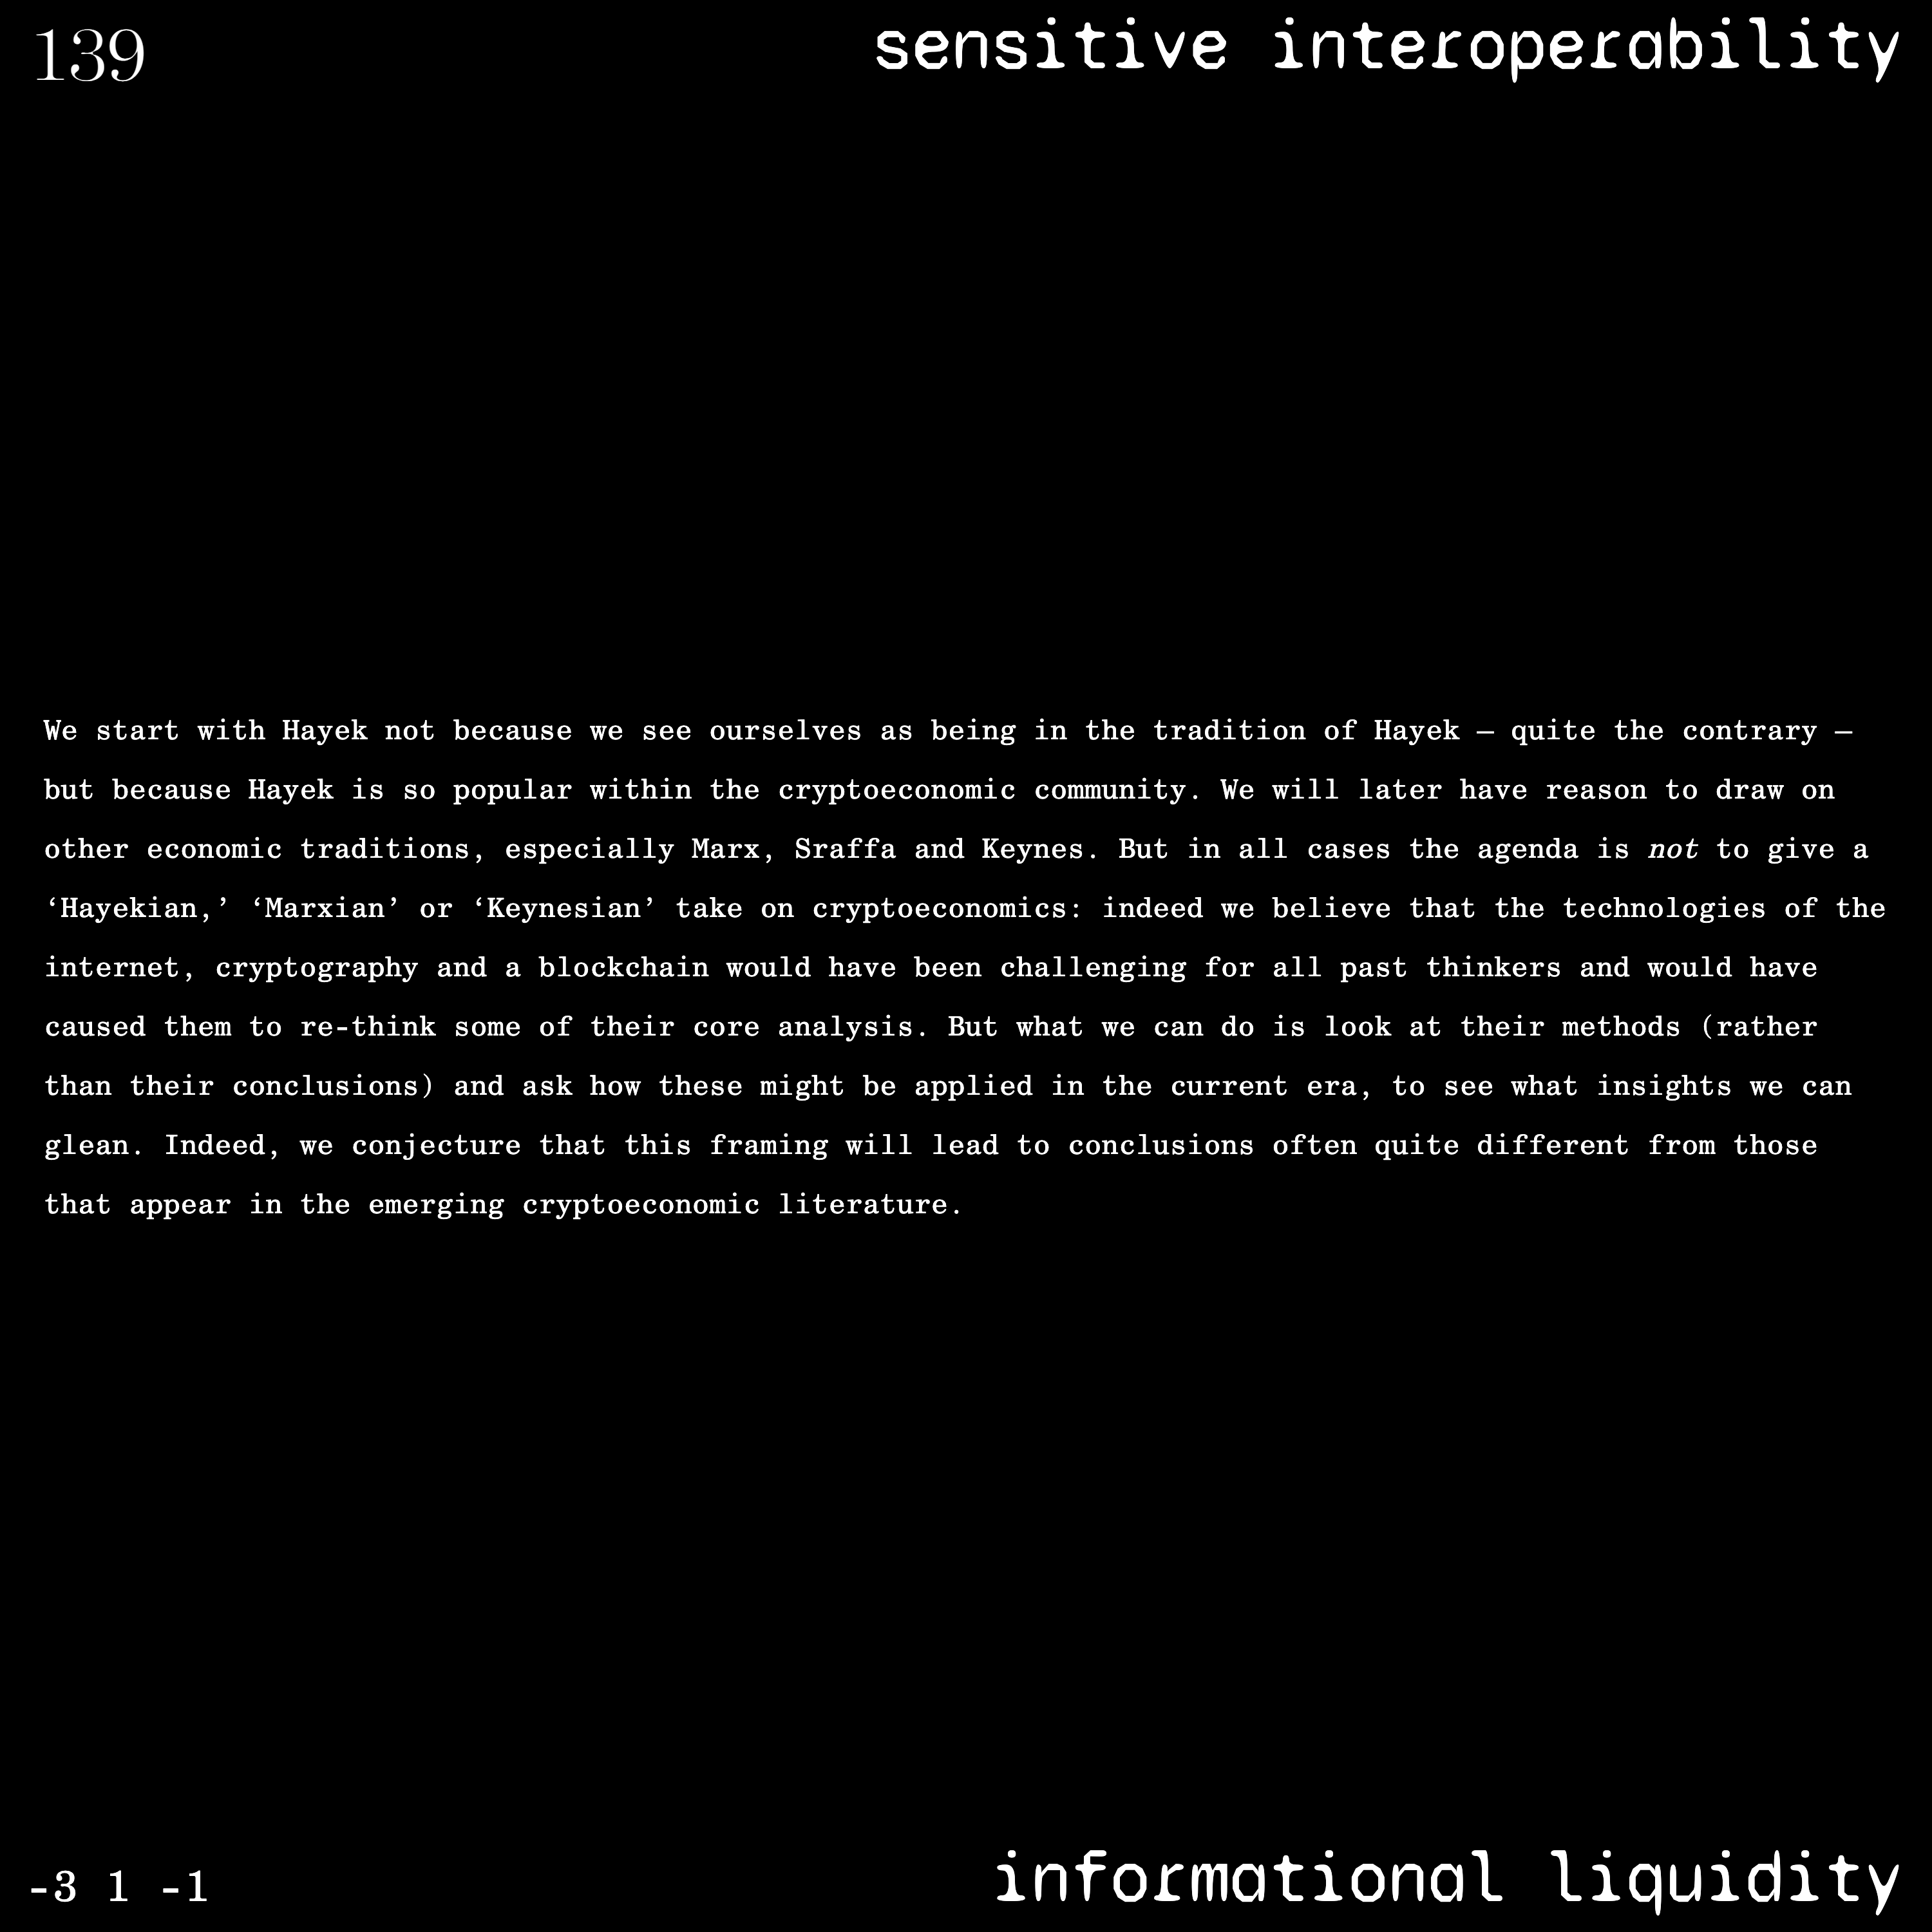 139
sensitive interoperability
We start with Hayek not because we see ourselves as being in the tradition of Hayek — quite the contrary —
but because Hayek is so popular within the cryptoeconomic community. We will later have reason to draw on
other economic traditions, especially Marx, Sraffa and Keynes. But in all cases the agenda is not to give a
‘Hayekian,’ ‘Marxian’ or ‘Keynesian’ take on cryptoeconomics: indeed we believe that the technologies of the
internet, cryptography and a blockchain would have been challenging for all past thinkers and would have
caused them to re-think some of their core analysis. But what we can do is look at their methods (rather
than their conclusions) and ask how these might be applied in the current era, to see what insights we can
glean. Indeed, we conjecture that this framing will lead to conclusions often quite different from those
that appear in the emerging cryptoeconomic literature.
-3 1 -1
informational liquidity